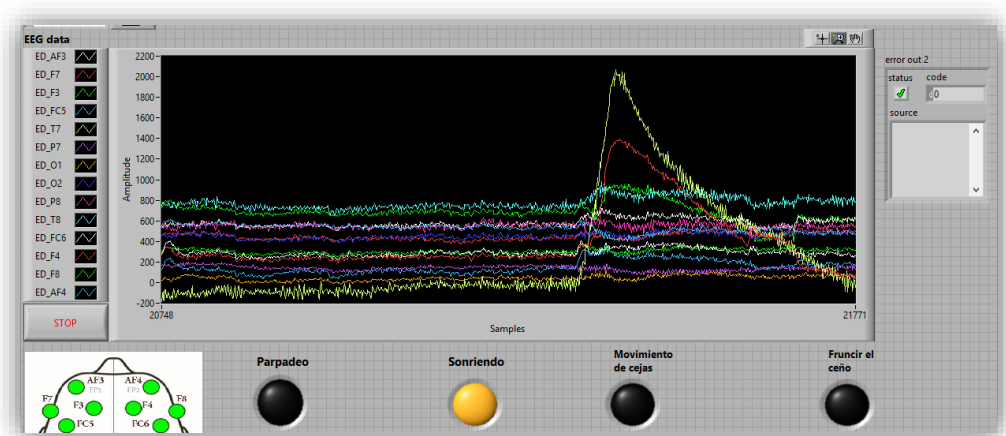 EEG data
ED_AF3
ED_F7
ED_F3
ED_FC5
ED_T7
ED_P7
ED_O1
ED_O2
ED_P8
ED_T8
ED_FC6
ED_F4
ED_F8
ED_AF4
STOP
Amplitude
2200
2000
1800
1600
1400
1200
1000
800
600
400
200
0
-200
20748
21771
Samples
error out 2
status
code
0
source
AF3
AF4
FP1
FP2
F7
F3
F4
F8
FC5
FC6
Parpadeo
Sonriendo
Movimiento
de cejas
Fruncir el
ceño